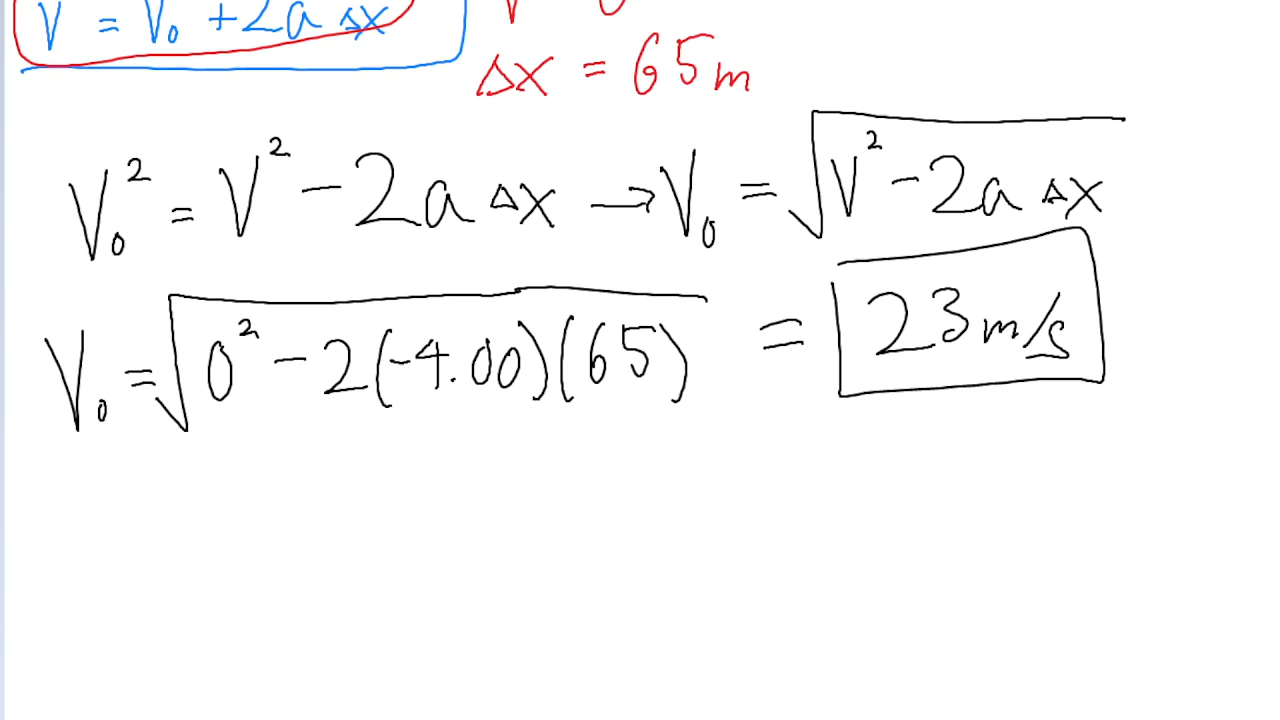 V = V₀ + 2a Δx
Δx = 65m
V₀² = V² - 2a Δx → V₀ = √(V² - 2a Δx)
V₀ = √(0² - 2(-4.00)(65)) = 23 m/s